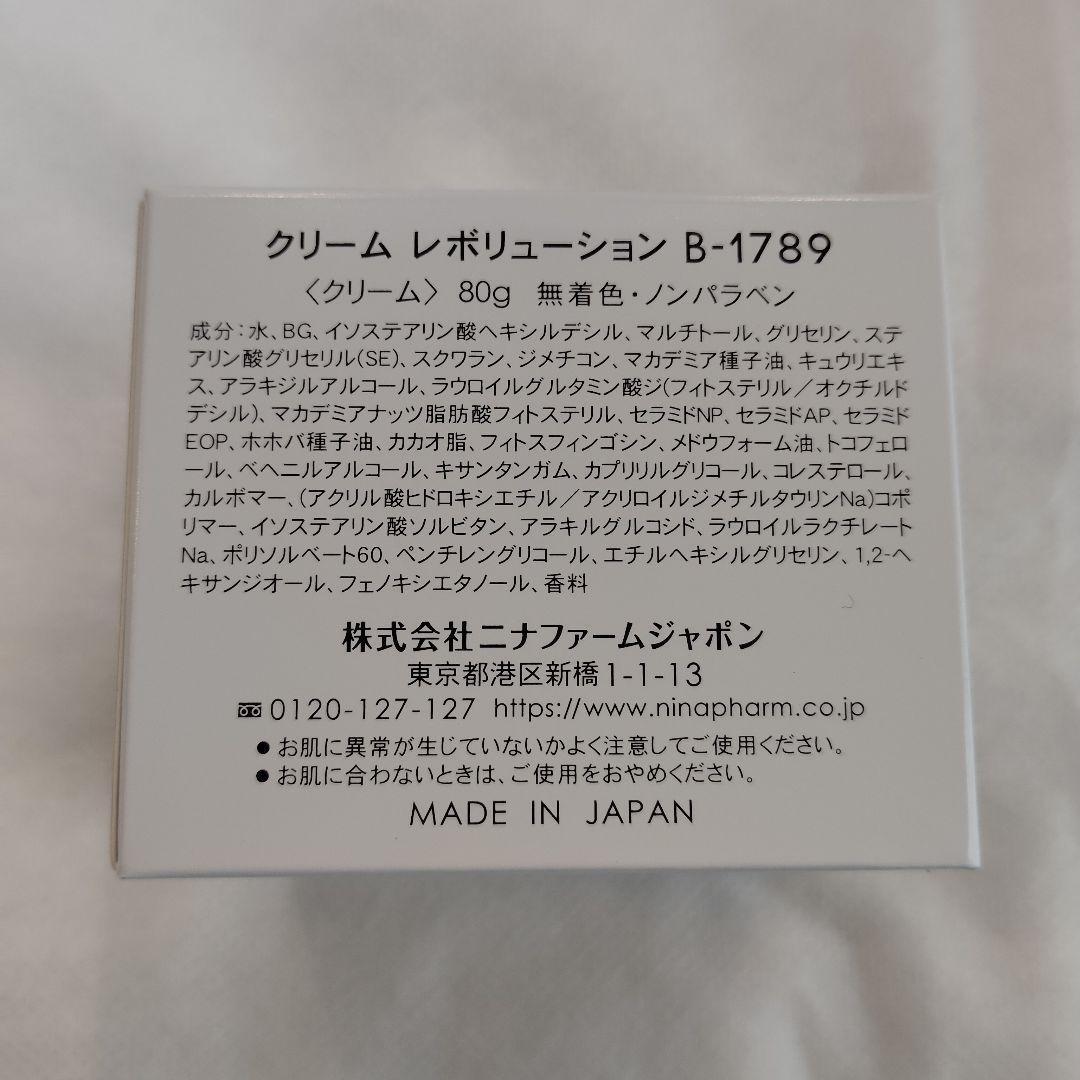 クリーム レボリューション B-1789
〈クリーム〉 80g 無着色・ノンパラベン
成分：水、BG、イソステアリン酸ヘキシルデシル、マルチトール、グリセリン、ステ
アリン酸グリセリル(SE)、スクワラン、ジメチコン、マカデミア種子油、キュウリエキ
ス、アラキジルアルコール、ラウロイルグルタミン酸ジ(フィトステリル／オクチルド
デシル)、マカデミアナッツ脂肪酸フィトステリル、セラミドNP、セラミドAP、セラミド
EOP、ホホバ種子油、カカオ脂、フィトスフィンゴシン、メドウフォーム油、トコフェロ
ール、ベヘニルアルコール、キサンタンガム、カプリリルグリコール、コレステロール、
カルボマー、(アクリル酸ヒドロキシエチル／アクリロイルジメチルタウリンNa)コポ
リマー、イソステアリン酸ソルビタン、アラキルグルコシド、ラウロイルラクチレート
Na、ポリソルベート60、ペンチレングリコール、エチルヘキシルグリセリン、1,2-ヘ
キサンジオール、フェノキシエタノール、香料
株式会社ニナファームジャポン
東京都港区新橋1-1-13
0120-127-127 https://www.ninapharm.co.jp
●お肌に異常が生じていないかよく注意してご使用ください。
●お肌に合わないときは、ご使用をおやめください。
MADE IN JAPAN